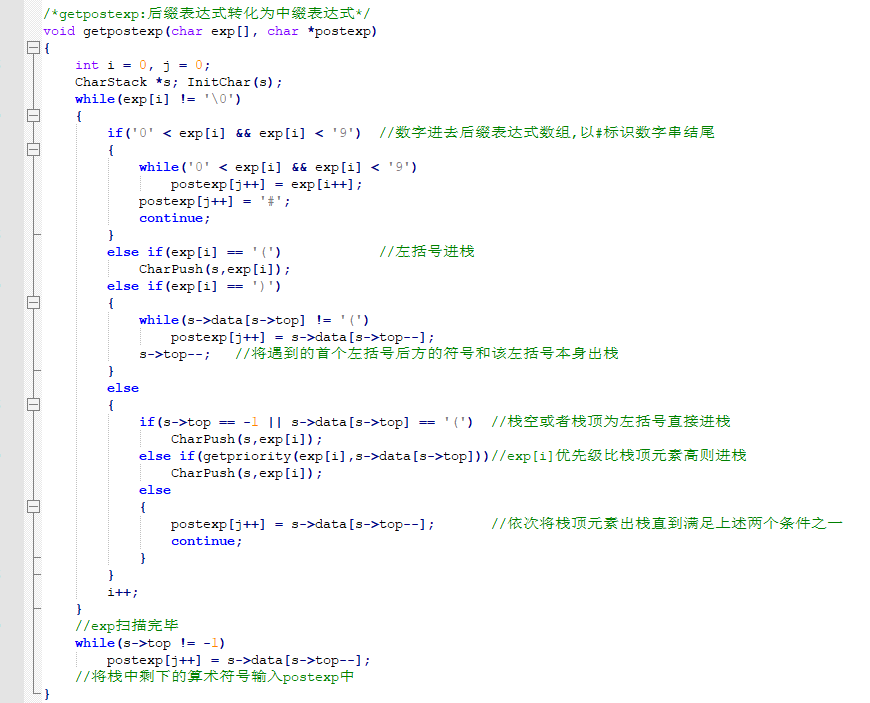 /*getpostexp:后缀表达式转化为中缀表达式*/
void getpostexp(char exp[], char *postexp)
{
    int i = 0, j = 0;
    CharStack *s; InitChar(s);
    while(exp[i] != '\0')
    {
        if('0' < exp[i] && exp[i] < '9')  //数字进去后缀表达式数组,以#标识数字串结尾
        {
            while('0' < exp[i] && exp[i] < '9')
                postexp[j++] = exp[i++];
            postexp[j++] = '#';
            continue;
        }
        else if(exp[i] == '(')            //左括号进栈
            CharPush(s,exp[i]);
        else if(exp[i] == ')')
        {
            while(s->data[s->top] != '(')
                postexp[j++] = s->data[s->top--];
            s->top--;   //将遇到的首个左括号后方的符号和该左括号本身出栈
        }
        else
        {
            if(s->top == -1 || s->data[s->top] == '(')  //栈空或者栈顶为左括号直接进栈
                CharPush(s,exp[i]);
            else if(getpriority(exp[i],s->data[s->top]))//exp[i]优先级比栈顶元素高则进栈
                CharPush(s,exp[i]);
            else
            {
                postexp[j++] = s->data[s->top--];       //依次将栈顶元素出栈直到满足上述两个条件之一
                continue;
            }
        }
        i++;
    }
    //exp扫描完毕
    while(s->top != -1)
        postexp[j++] = s->data[s->top--];
    //将栈中剩下的算术符号输入postexp中
}